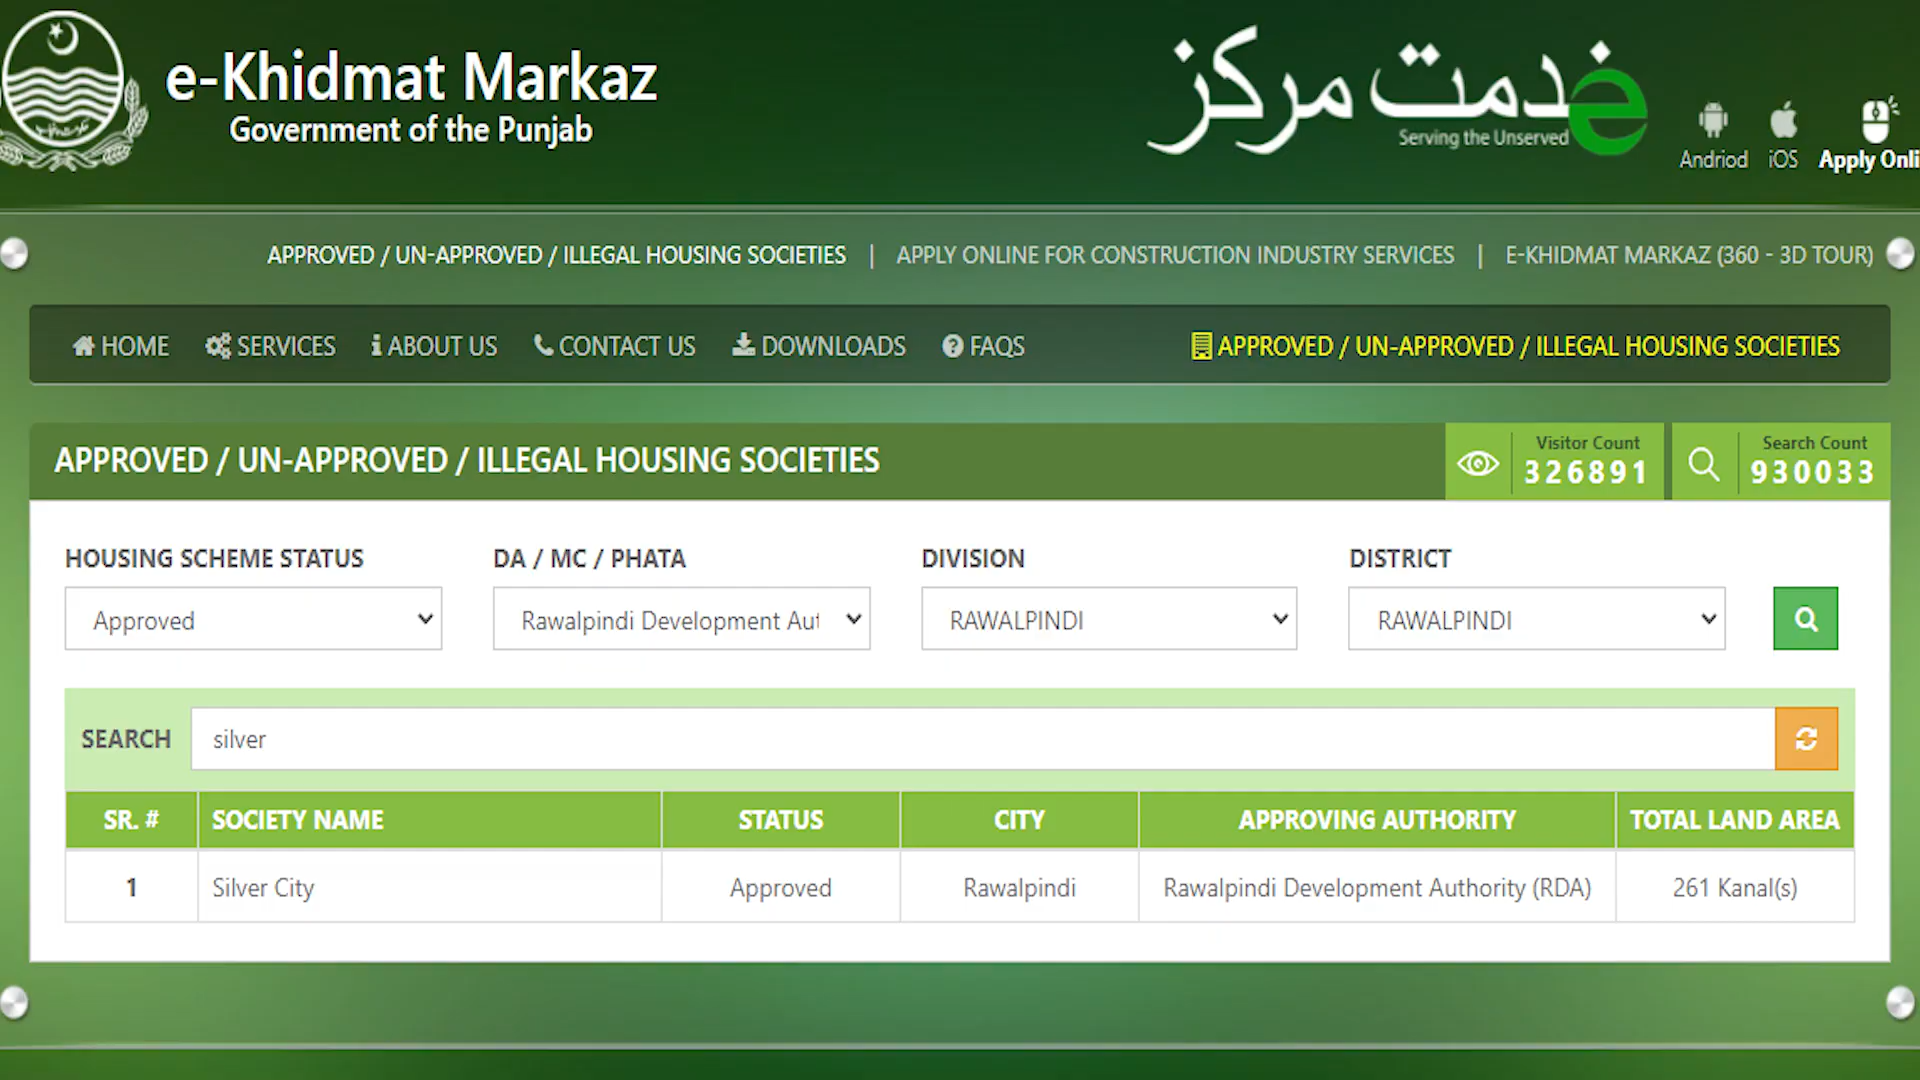 e-Khidmat Markaz
Government of the Punjab
خدمت مرکز
Serving the Unserved
Andriod
iOS
Apply Onli
APPROVED / UN-APPROVED / ILLEGAL HOUSING SOCIETIES | APPLY ONLINE FOR CONSTRUCTION INDUSTRY SERVICES | E-KHIDMAT MARKAZ (360 - 3D TOUR)
HOME SERVICES ABOUT US CONTACT US DOWNLOADS FAQS APPROVED / UN-APPROVED / ILLEGAL HOUSING SOCIETIES
APPROVED / UN-APPROVED / ILLEGAL HOUSING SOCIETIES
Visitor Count
326891
Search Count
930033
HOUSING SCHEME STATUS DA / MC / PHATA DIVISION DISTRICT
Approved Rawalpindi Development Aut RAWALPINDI RAWALPINDI
SEARCH silver
SR. # SOCIETY NAME STATUS CITY APPROVING AUTHORITY TOTAL LAND AREA
1 Silver City Approved Rawalpindi Rawalpindi Development Authority (RDA) 261 Kanal(s)